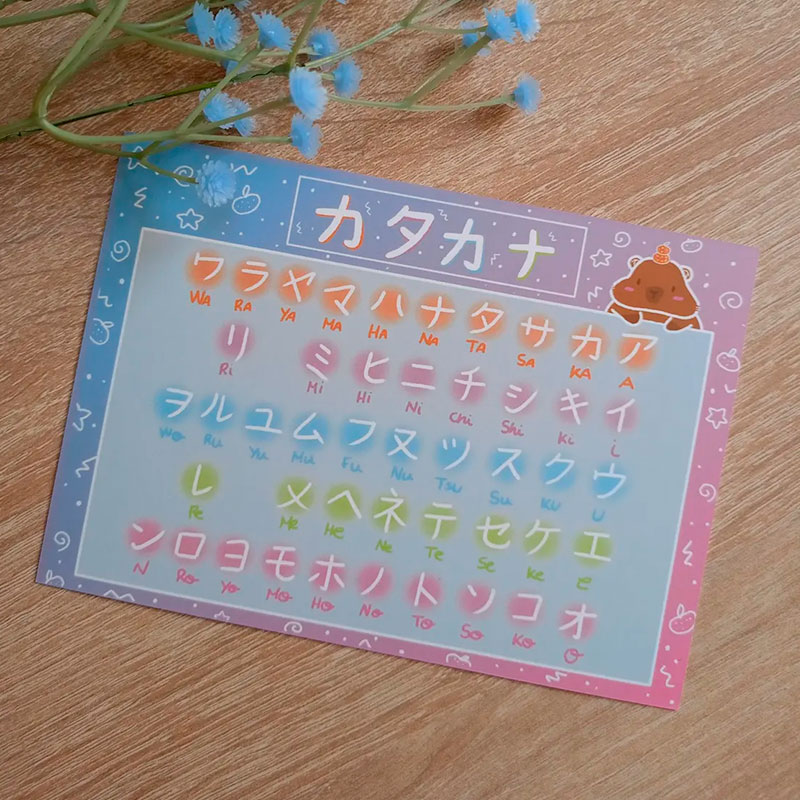 カタカナ
ワ ラ ヤ マ ハ ナ タ サ カ ア
WA RA YA MA HA NA TA SA KA A
リ ミ ヒ ニ チ シ キ イ
Ri Mi Hi Ni Chi Shi Ki i
ヲ ル ユ ム フ ヌ ツ ス ク ウ
Wo Ru Yu Mu Fu Nu Tsu Su Ku U
レ メ ヘ ネ テ セ ケ エ
Re Me He Ne Te Se Ke E
ン ロ ヨ モ ホ ノ ト ソ コ オ
N Ro Yo Mo Ho No To So Ko O